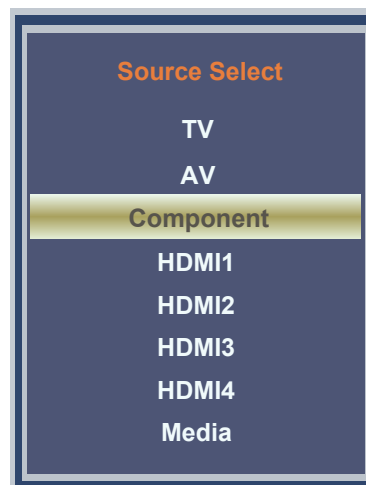 Source Select
TV
AV
Component
HDMI1
HDMI2
HDMI3
HDMI4
Media